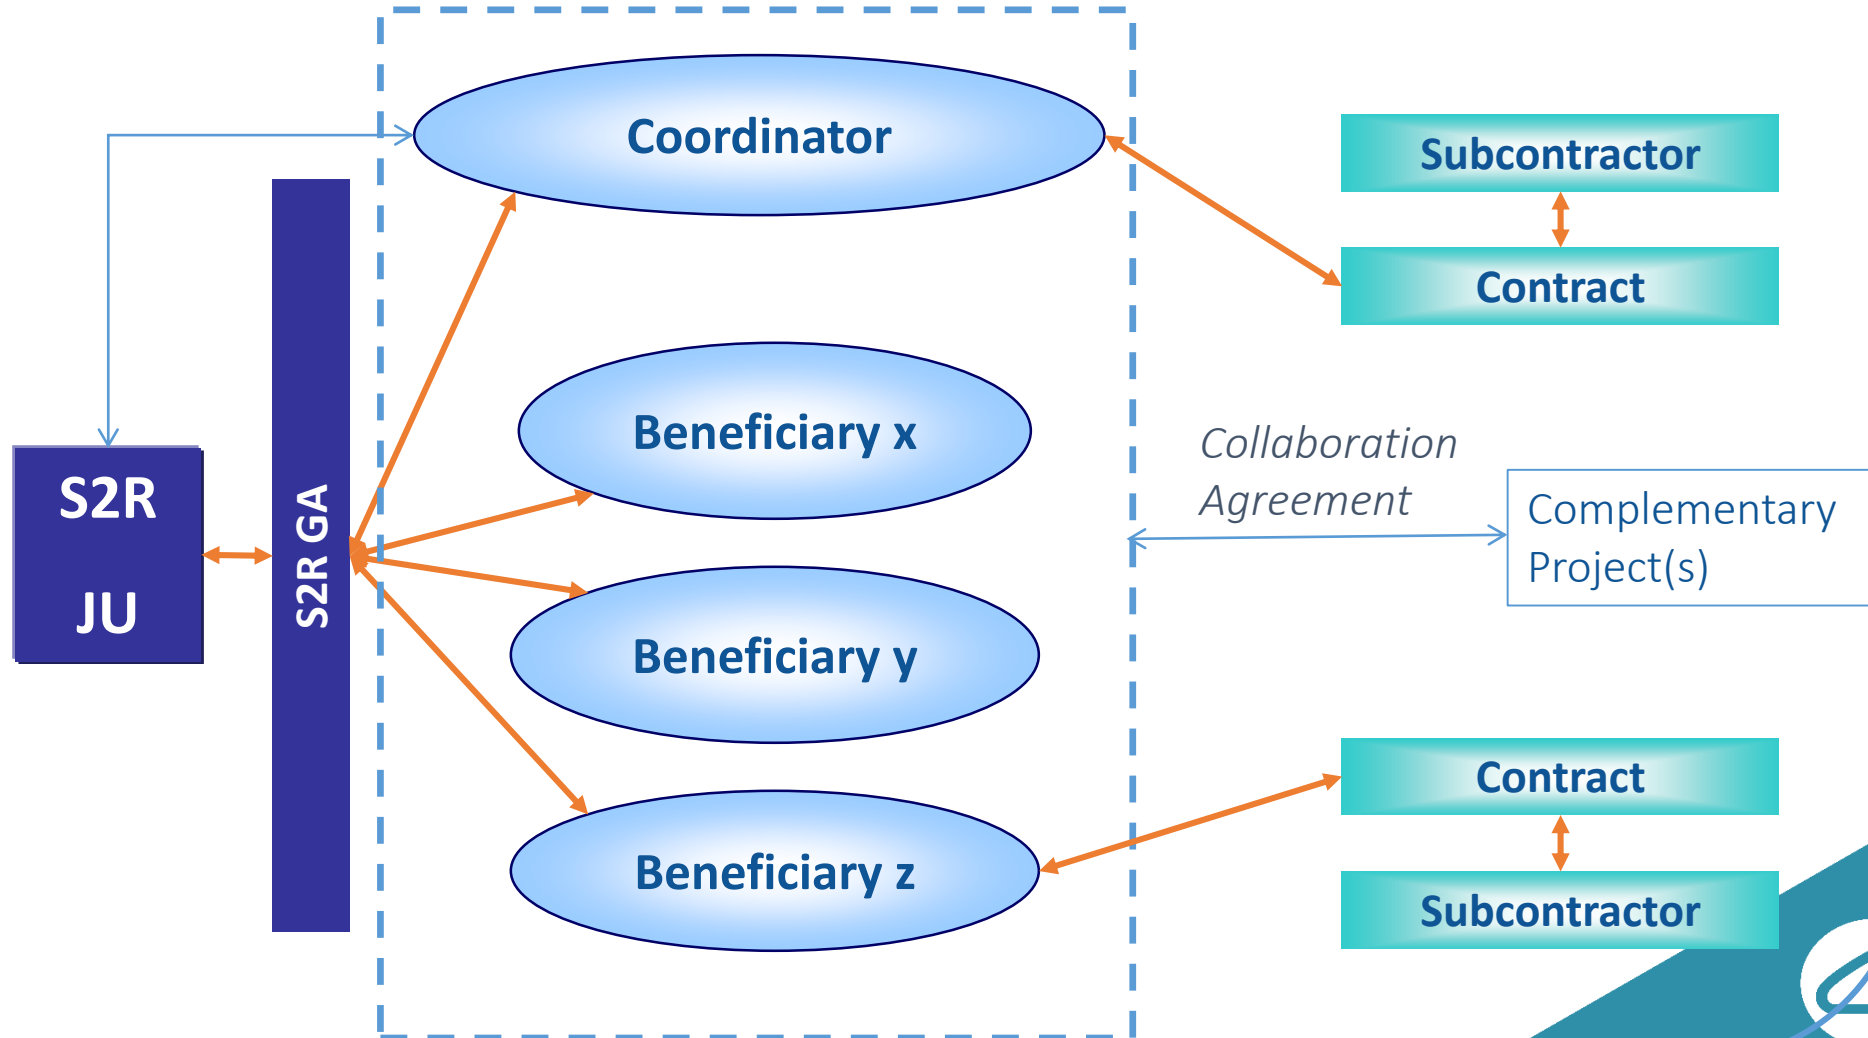 Coordinator
Subcontractor
Contract
Beneficiary x
Collaboration
Agreement
S2R
JU
S2R GA
Complementary
Project(s)
Beneficiary y
Contract
Beneficiary z
Subcontractor